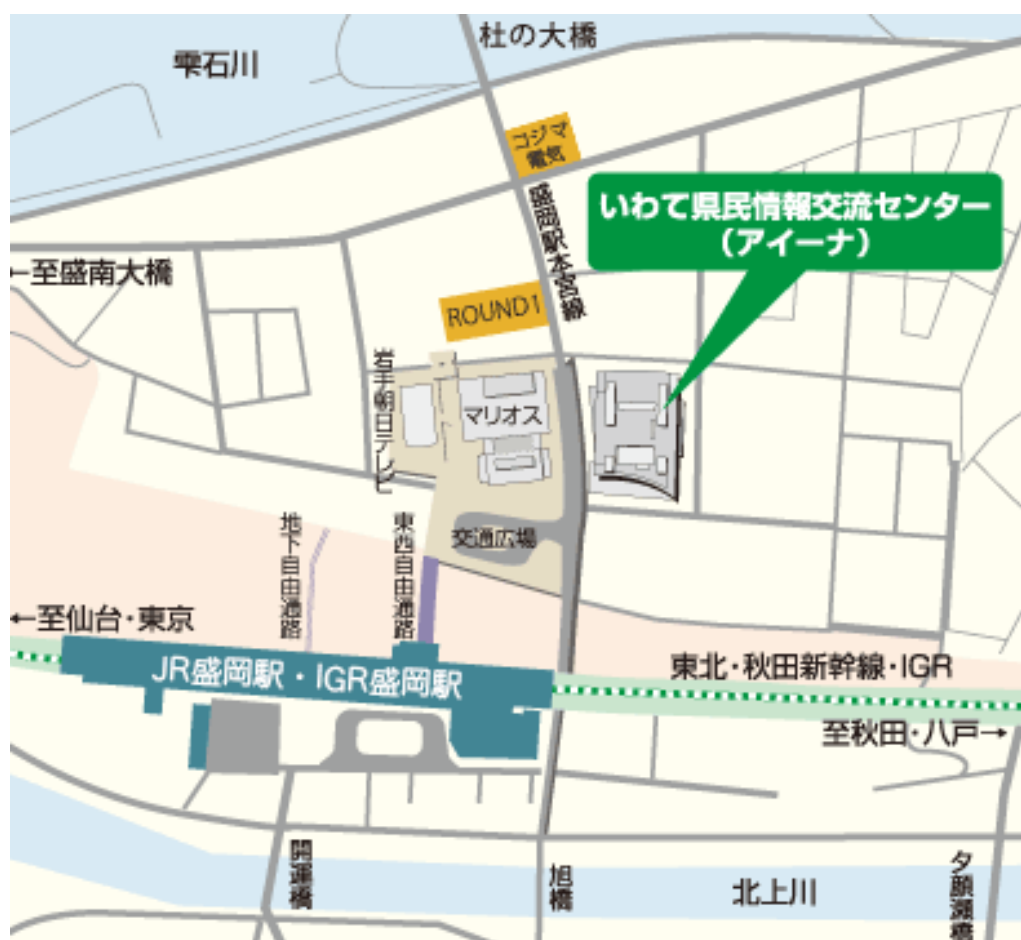 杜の大橋
雫石川
コジマ
電気
盛岡駅本宮線
いわて県民情報交流センター
(アイーナ)
←至盛南大橋
ROUND1
岩手朝日テレビ
マリオス
交通広場
東西自由通路
地下自由通路
←至仙台・東京
JR盛岡駅・IGR盛岡駅
東北・秋田新幹線・IGR
至秋田・八戸→
開運橋
旭橋
北上川
夕顔瀬橋